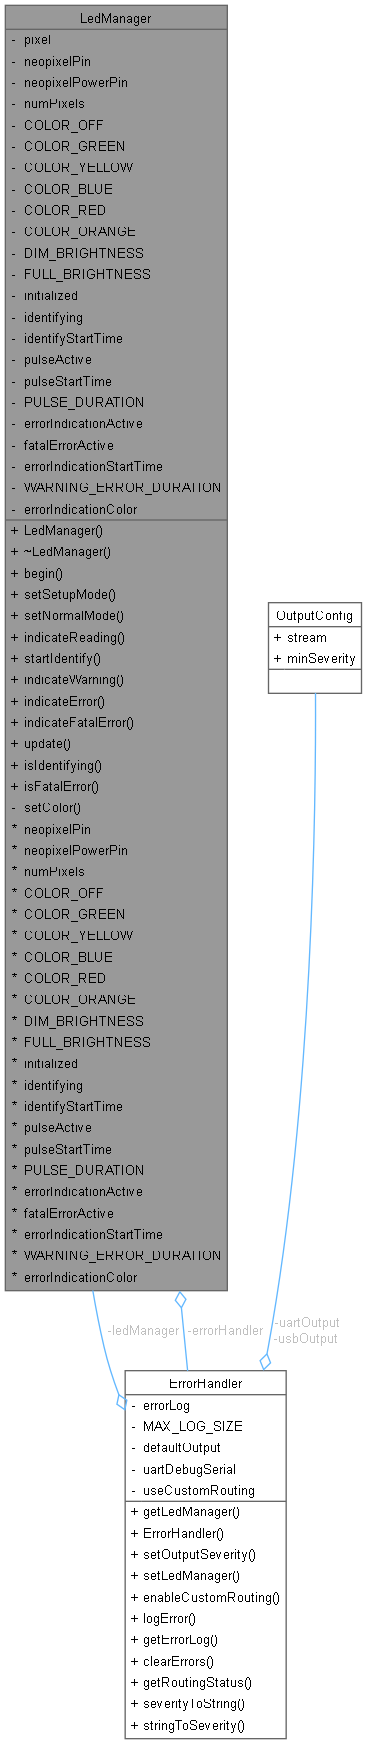 LedManager
- pixel
- neopixelPin
- neopixelPowerPin
- numPixels
- COLOR_OFF
- COLOR_GREEN
- COLOR_YELLOW
- COLOR_BLUE
- COLOR_RED
- COLOR_ORANGE
- DIM_BRIGHTNESS
- FULL_BRIGHTNESS
- initialized
- identifying
- identifyStartTime
- pulseActive
- pulseStartTime
- PULSE_DURATION
- errorIndicationActive
- fatalErrorActive
- errorIndicationStartTime
- WARNING_ERROR_DURATION
- errorIndicationColor
+ LedManager()
+ ~LedManager()
+ begin()
+ setSetupMode()
+ setNormalMode()
+ indicateReading()
+ startIdentify()
+ indicateWarning()
+ indicateError()
+ indicateFatalError()
+ update()
+ isIdentifying()
+ isFatalError()
- setColor()
* neopixelPin
* neopixelPowerPin
* numPixels
* COLOR_OFF
* COLOR_GREEN
* COLOR_YELLOW
* COLOR_BLUE
* COLOR_RED
* COLOR_ORANGE
* DIM_BRIGHTNESS
* FULL_BRIGHTNESS
* initialized
* identifying
* identifyStartTime
* pulseActive
* pulseStartTime
* PULSE_DURATION
* errorIndicationActive
* fatalErrorActive
* errorIndicationStartTime
* WARNING_ERROR_DURATION
* errorIndicationColor
OutputConfig
+ stream
+ minSeverity
-ledManager
-errorHandler
-uartOutput
-usbOutput
ErrorHandler
- errorLog
- MAX_LOG_SIZE
- defaultOutput
- uartDebugSerial
- useCustomRouting
+ getLedManager()
+ ErrorHandler()
+ setOutputSeverity()
+ setLedManager()
+ enableCustomRouting()
+ logError()
+ getErrorLog()
+ clearErrors()
+ getRoutingStatus()
+ severityToString()
+ stringToSeverity()